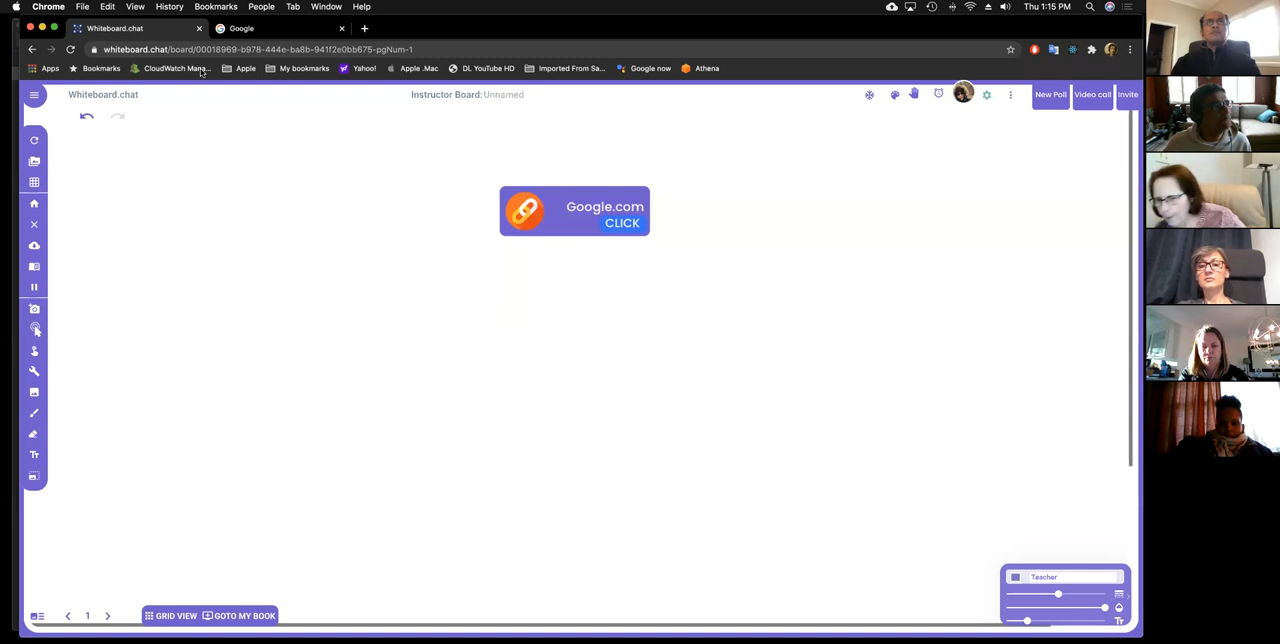 Chrome File Edit View History Bookmarks People Tab Window Help Thu 1:15 PM
Whiteboard.chat Google
whiteboard.chat/board/00018969-b978-444e-ba8b-941f2e0bb675-pgNum-1
Apps Bookmarks CloudWatch Mana... Apple My bookmarks Yahoo! Apple .Mac DL YouTube HD Imported From Sa... Google now Athena
Whiteboard.chat Instructor Board: Unnamed New Poll Video call Invite
Google.com
CLICK
Teacher
1 GRID VIEW GOTO MY BOOK